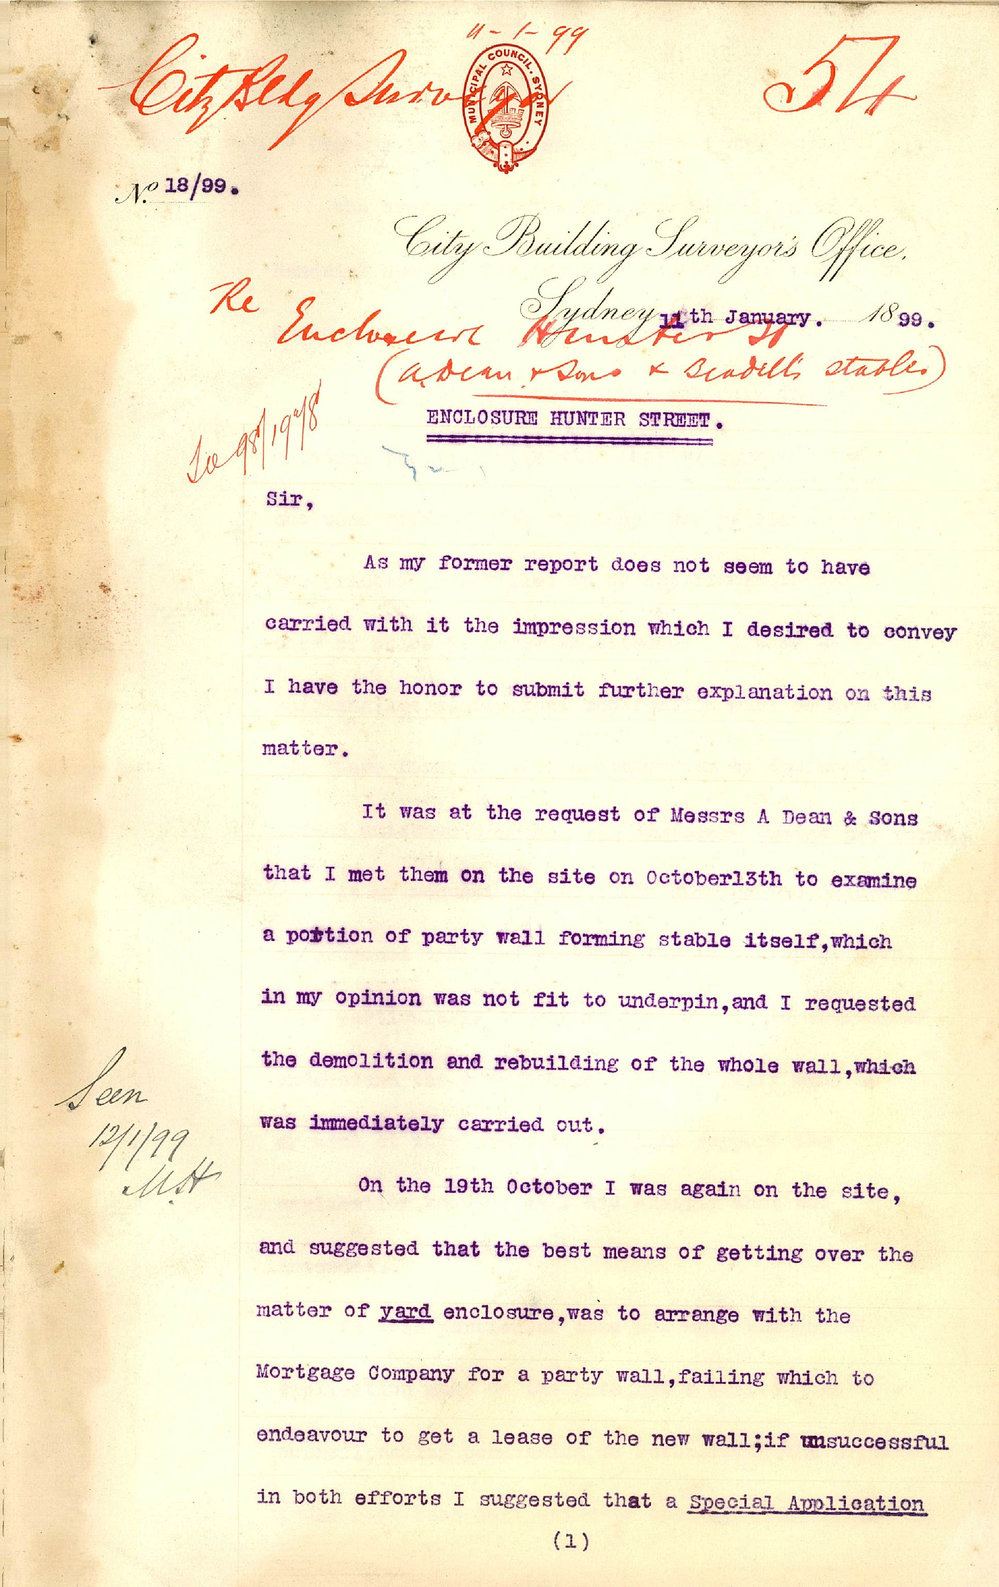 11-1-99
City Bldg Surveyor
54
MUNICIPAL COUNCIL. SYDNEY
No. 18/99.
City Building Surveyor's Office.
Sydney 11th January. 1899.
Re Enclosure Hunter St
(A. Dean & Sons & Beadell's stables)
ENCLOSURE HUNTER STREET.
98/1978
Sir,
As my former report does not seem to have
carried with it the impression which I desired to convey
I have the honor to submit further explanation on this
matter.
It was at the request of Messrs A Dean & Sons
that I met them on the site on October13th to examine
a portion of party wall forming stable itself,which
in my opinion was not fit to underpin,and I requested
the demolition and rebuilding of the whole wall,which
was immediately carried out.
Seen
12/1/99
M.H
On the 19th October I was again on the site,
and suggested that the best means of getting over the
matter of yard enclosure,was to arrange with the
Mortgage Company for a party wall,failing which to
endeavour to get a lease of the new wall;if unsuccessful
in both efforts I suggested that a Special Application
(1)